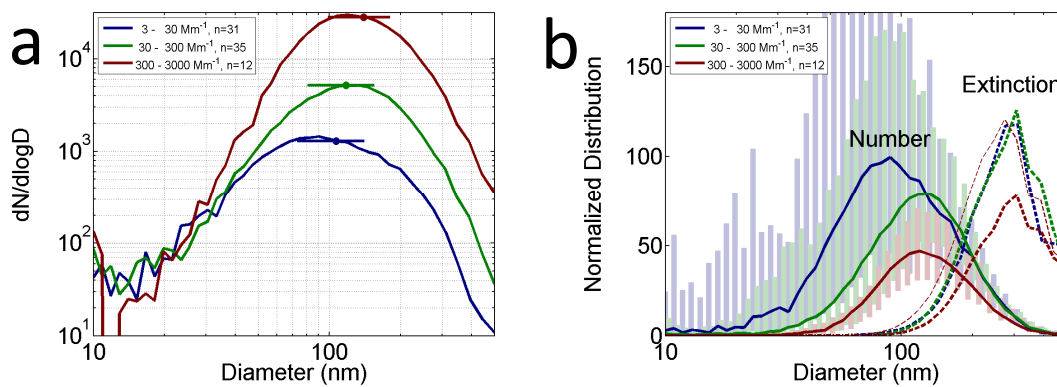 a
dN/dlogD
10⁴
10³
10²
10¹
3 - 30 Mm⁻¹, n=31
30 - 300 Mm⁻¹, n=35
300 - 3000 Mm⁻¹, n=12
10
100
Diameter (nm)
b
Normalized Distribution
150
100
50
0
3 - 30 Mm⁻¹, n=31
30 - 300 Mm⁻¹, n=35
300 - 3000 Mm⁻¹, n=12
Extinction
Number
10
100
Diameter (nm)